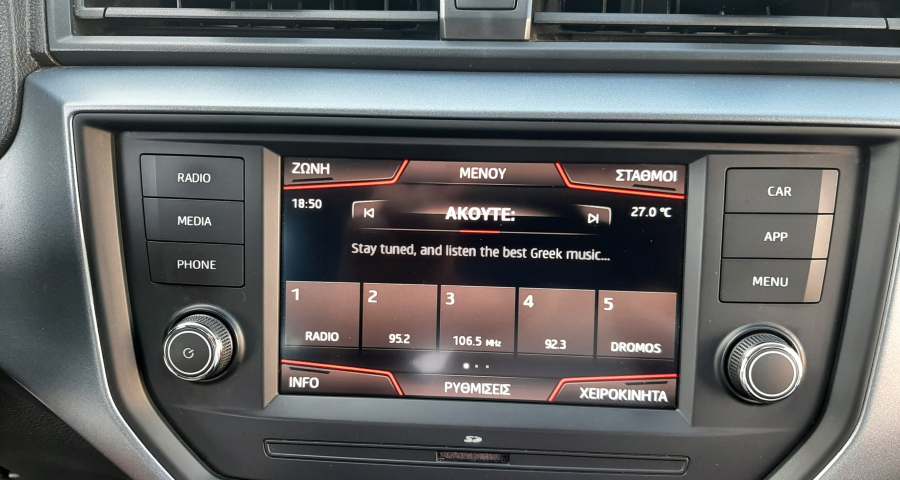 RADIO
MEDIA
PHONE
ΖΩΝΗ
ΜΕΝΟΥ
ΣΤΑΘΜΟΙ
18:50
ΑΚΟΥΤΕ:
27.0 °C
Stay tuned, and listen the best Greek music...
1
2
3
4
5
RADIO
95.2
106.5 MHz
92.3
DROMOS
INFO
ΡΥΘΜΙΣΕΙΣ
ΧΕΙΡΟΚΙΝΗΤΑ
CAR
APP
MENU
SD